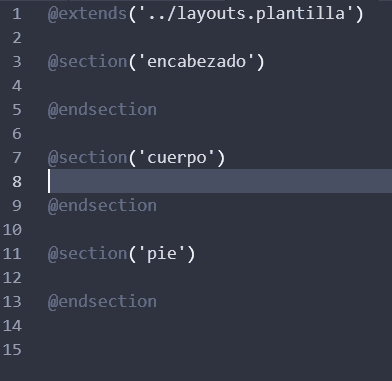 1 @extends('../layouts.plantilla')
2
3 @section('encabezado')
4
5 @endsection
6
7 @section('cuerpo')
8
9 @endsection
10
11 @section('pie')
12
13 @endsection
14
15